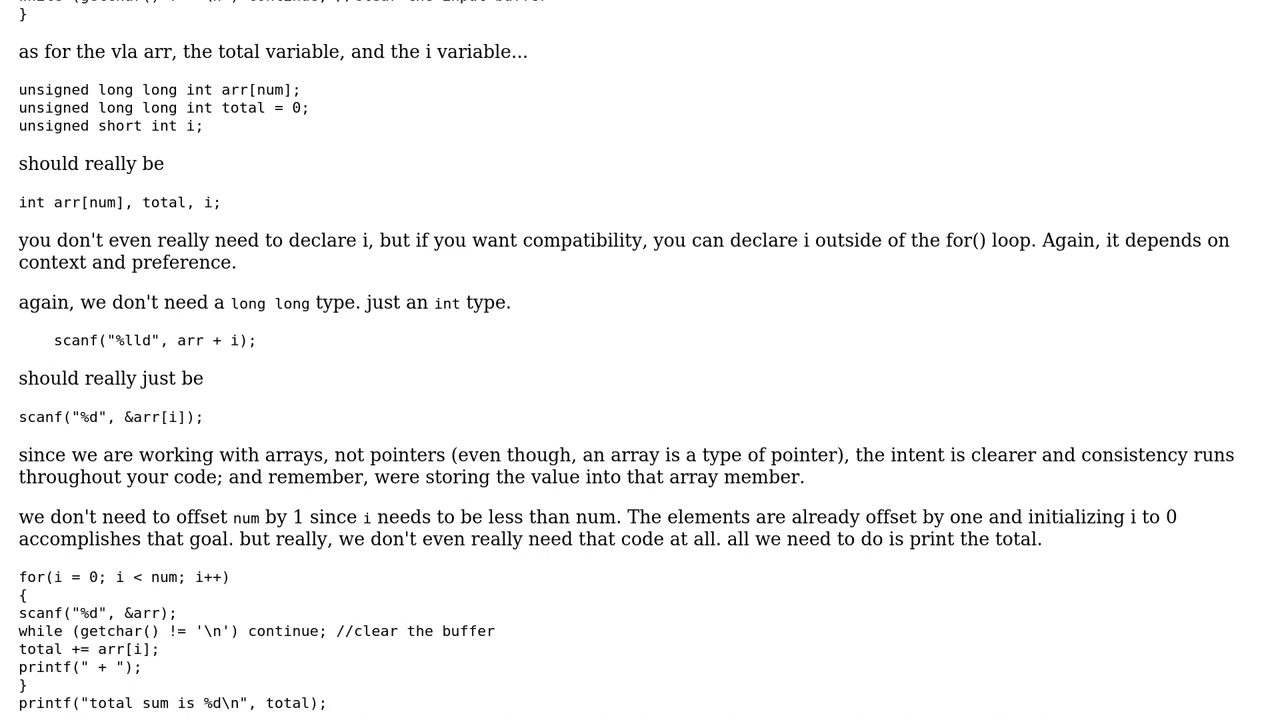 }
as for the vla arr, the total variable, and the i variable...
unsigned long long int arr[num];
unsigned long long int total = 0;
unsigned short int i;
should really be
int arr[num], total, i;
you don't even really need to declare i, but if you want compatibility, you can declare i outside of the for() loop. Again, it depends on
context and preference.
again, we don't need a long long type. just an int type.
scanf("%lld", arr + i);
should really just be
scanf("%d", &arr[i]);
since we are working with arrays, not pointers (even though, an array is a type of pointer), the intent is clearer and consistency runs
throughout your code; and remember, were storing the value into that array member.
we don't need to offset num by 1 since i needs to be less than num. The elements are already offset by one and initializing i to 0
accomplishes that goal. but really, we don't even really need that code at all. all we need to do is print the total.
for(i = 0; i < num; i++)
{
scanf("%d", &arr);
while (getchar() != '\n') continue; //clear the buffer
total += arr[i];
printf(" + ");
}
printf("total sum is %d\n", total);